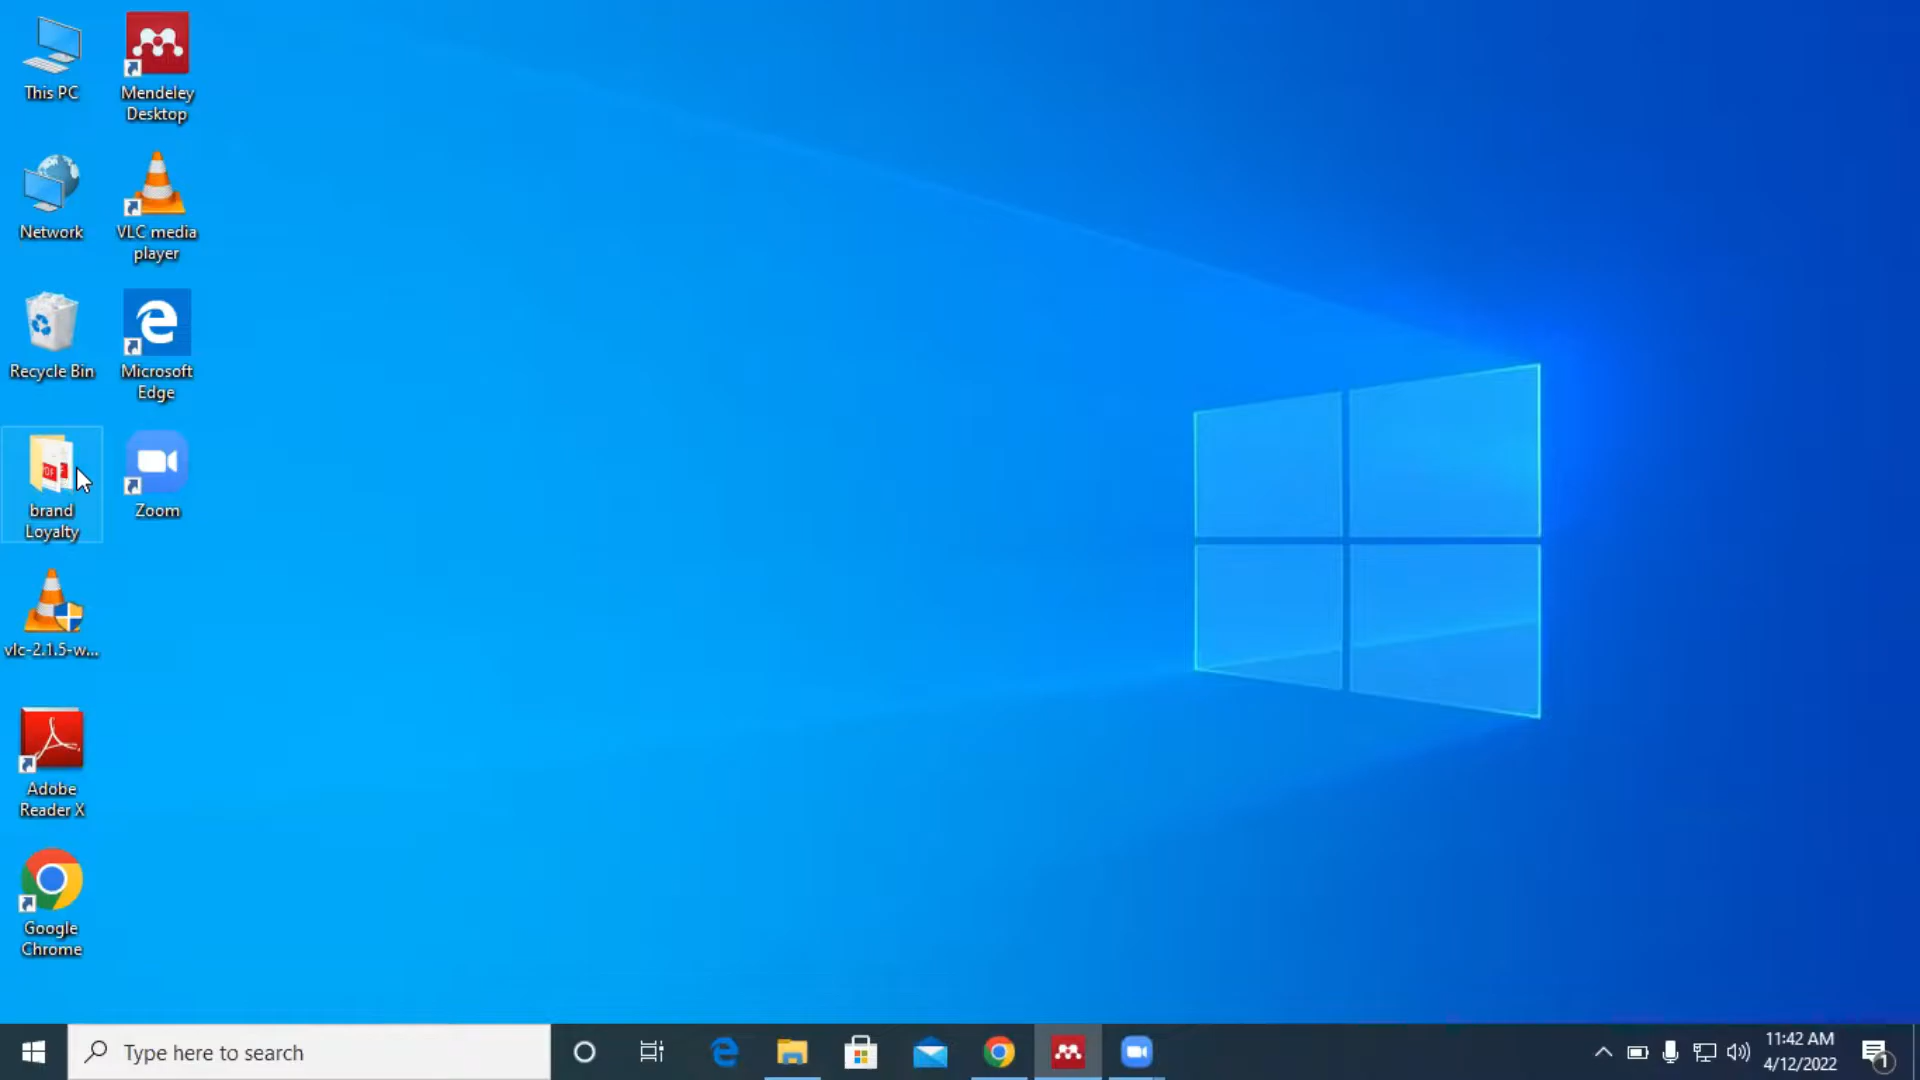 This PC
Mendeley
Desktop
Network
VLC media
player
Recycle Bin
Microsoft
Edge
brand
Loyalty
Zoom
vlc-2.1.5-w...
Adobe
Reader X
Google
Chrome
Type here to search
11:42 AM
4/12/2022
1